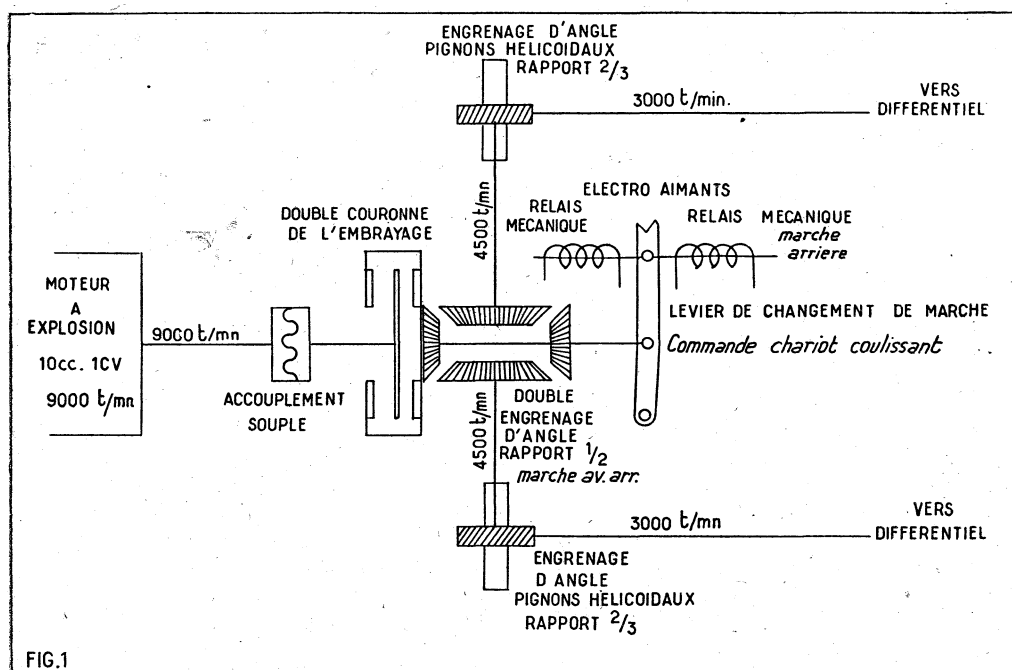 ENGRENAGE D'ANGLE
PIGNONS HELICOIDAUX
RAPPORT 2/3
3000 t/min.
VERS
DIFFERENTIEL
4500 t/mn
ELECTRO AIMANTS
RELAIS
MECANIQUE
RELAIS MECANIQUE
marche
arriere
DOUBLE COURONNE
DE L'EMBRAYAGE
MOTEUR
A
EXPLOSION
10cc. 1CV
9000 t/mn
9000 t/mn
ACCOUPLEMENT
SOUPLE
LEVIER DE CHANGEMENT DE MARCHE
Commande chariot coulissant
DOUBLE
ENGRENAGE
D'ANGLE
RAPPORT 1/2
marche av. arr.
4500 t/mn
3000 t/mn
VERS
DIFFERENTIEL
ENGRENAGE
D ANGLE
PIGNONS HELICOIDAUX
RAPPORT 2/3
FIG.1